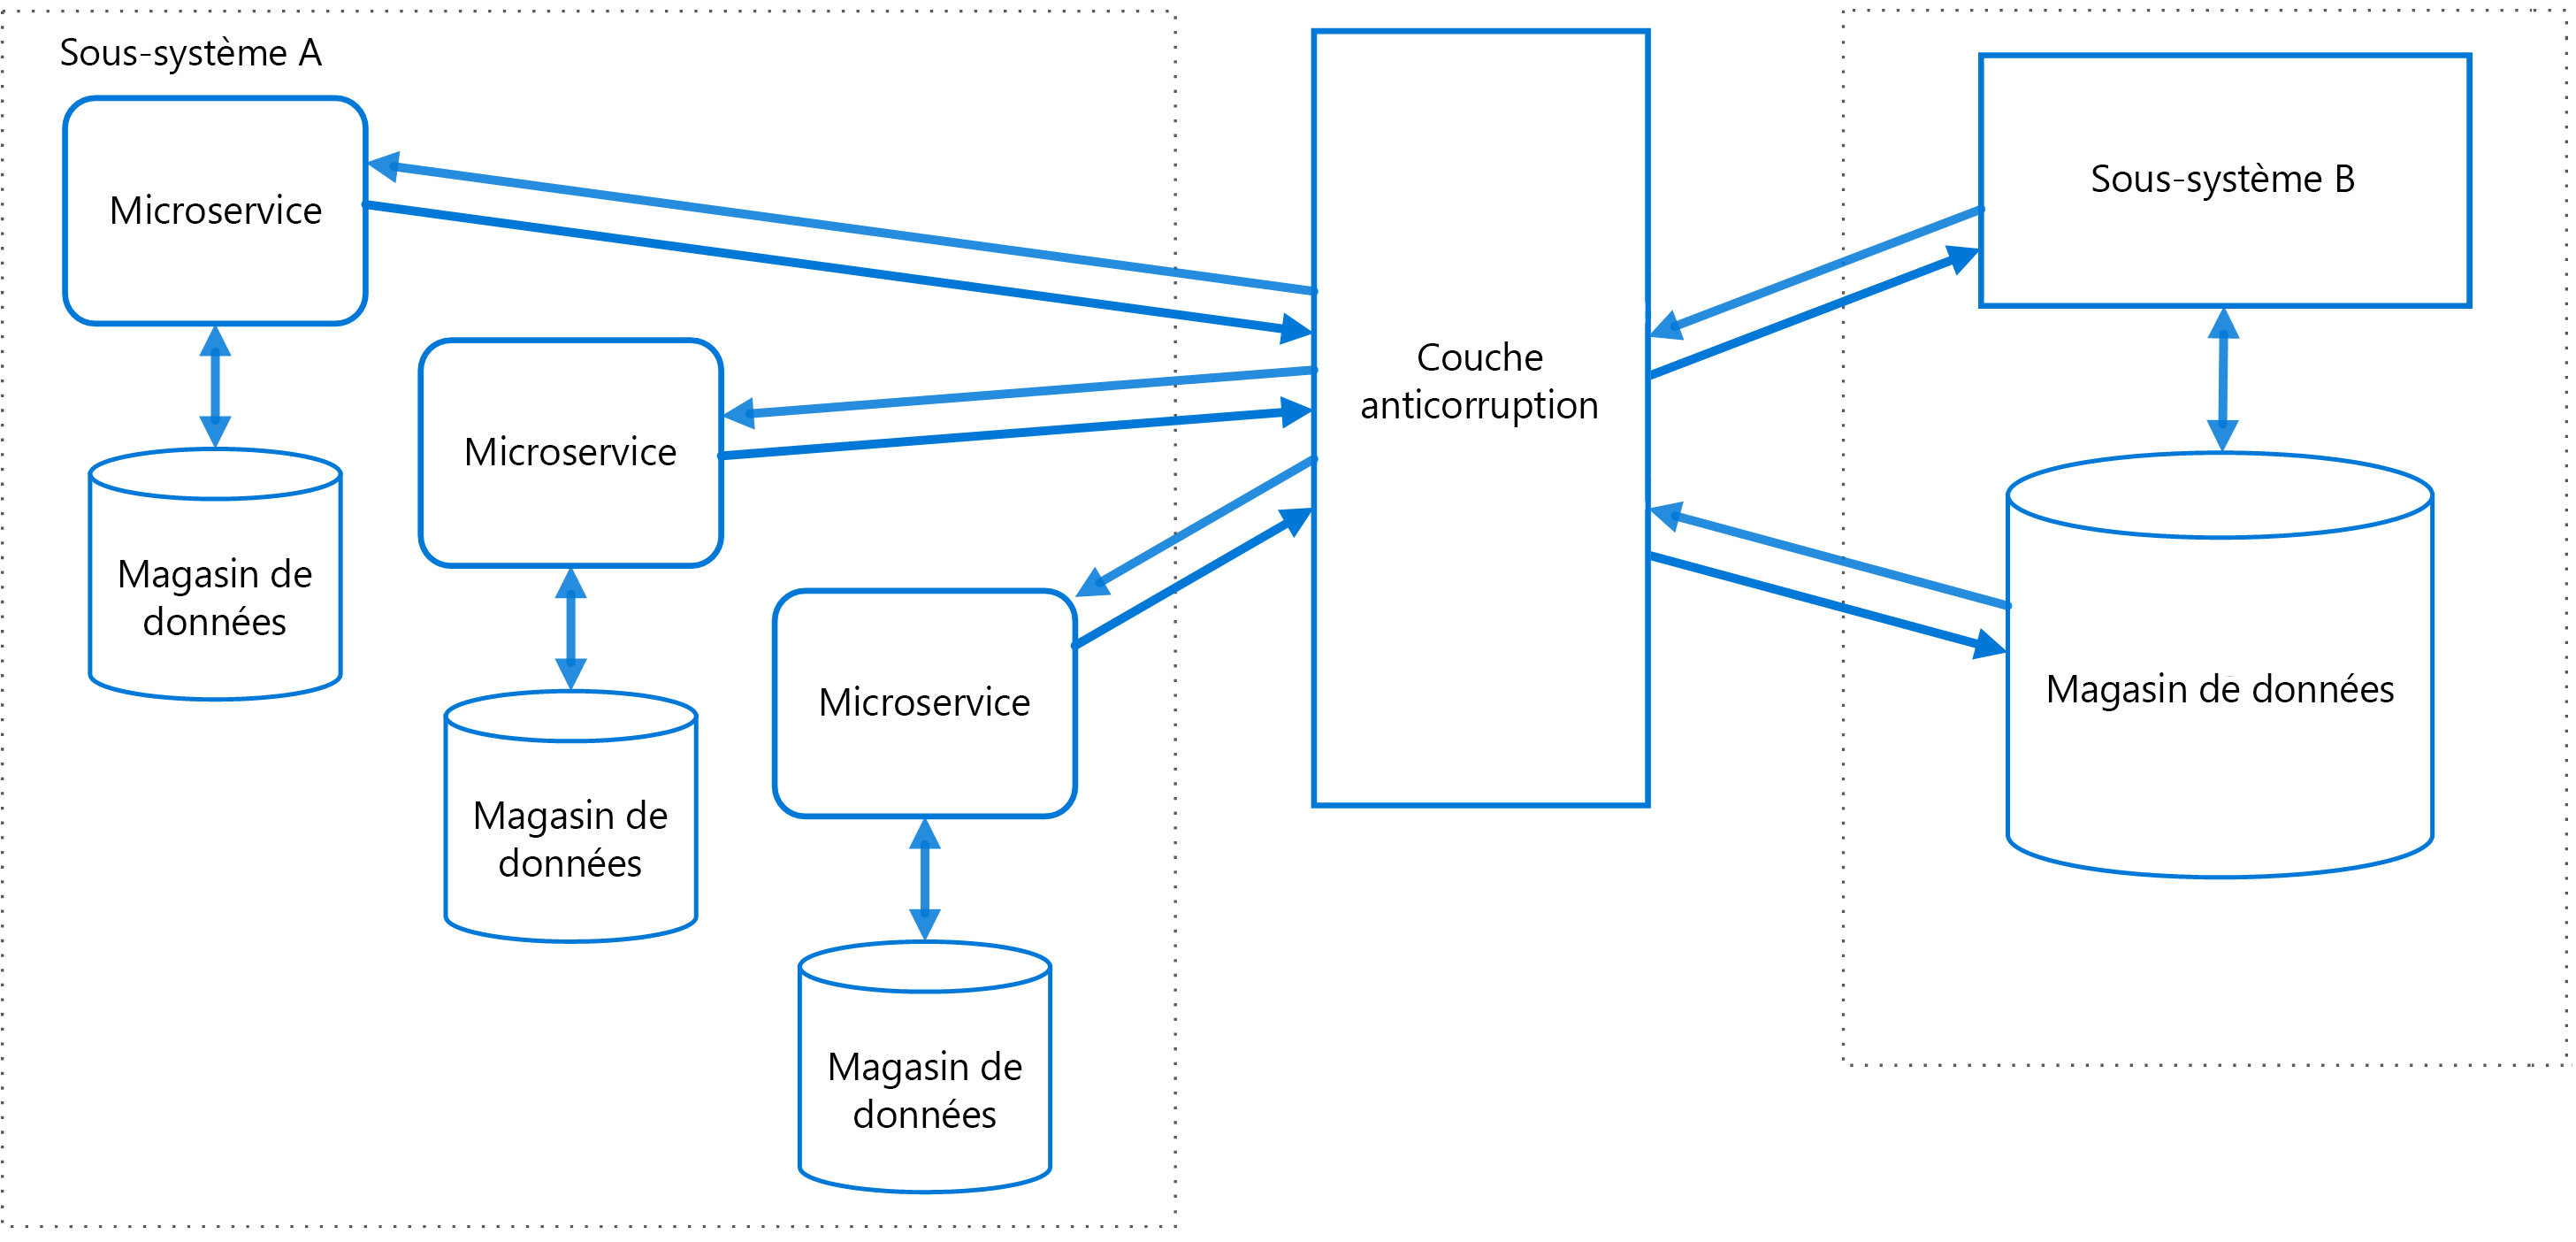 Sous-système A
Microservice
Magasin de
données
Microservice
Magasin de
données
Microservice
Magasin de
données
Couche
anticorruption
Sous-système B
Magasin de données